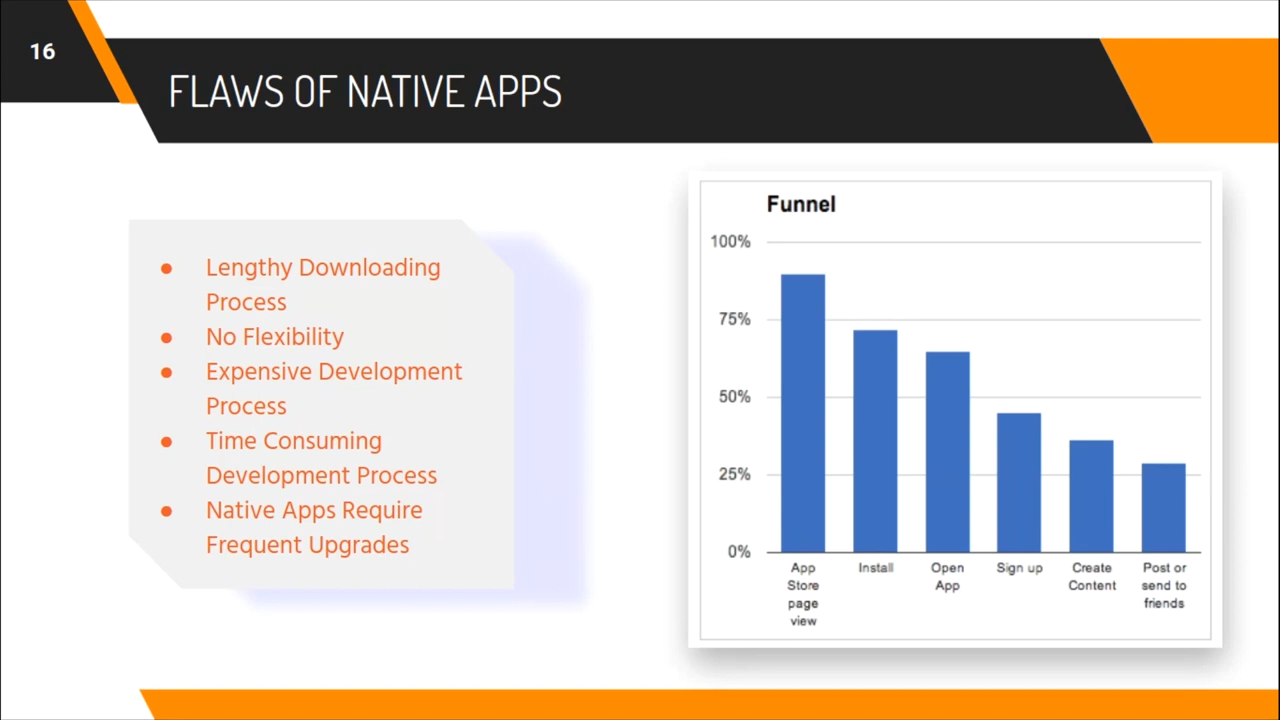 16
FLAWS OF NATIVE APPS
● Lengthy Downloading
Process
● No Flexibility
● Expensive Development
Process
● Time Consuming
Development Process
● Native Apps Require
Frequent Upgrades
Funnel
100%
75%
50%
25%
0%
App
Store
page
view
Install
Open
App
Sign up
Create
Content
Post or
send to
friends